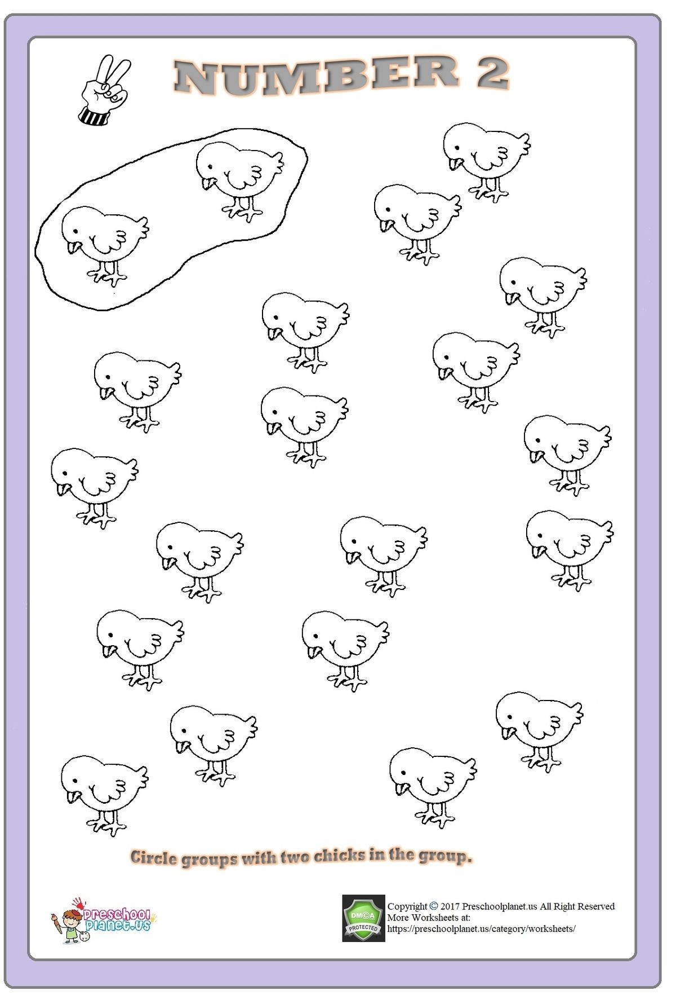 NUMBER 2
Circle groups with two chicks in the group.
preschool
planet.us
DMCA
PROTECTED
Copyright © 2017 Preschoolplanet.us All Right Reserved
More Worksheets at:
https://preschoolplanet.us/category/worksheets/